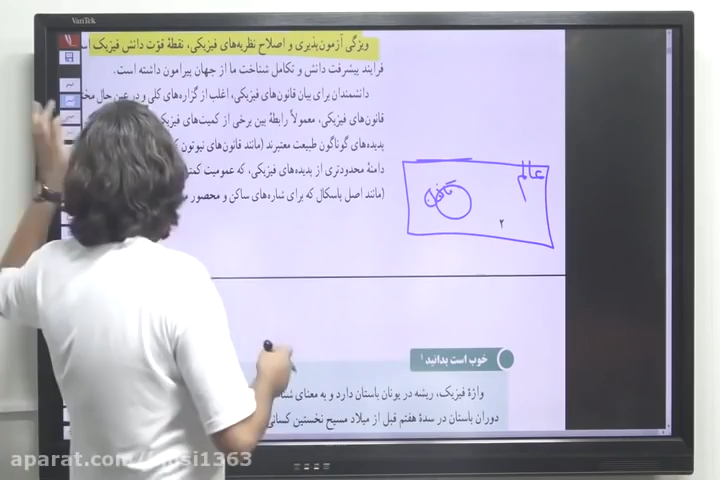 VanTek
ویژگی آزمون‌پذیری و اصلاح نظریه‌های فیزیکی، نقطهٔ قوّت دانش فیزیک
فرایند پیشرفت دانش و تکامل شناخت ما از جهان پیرامون داشته است.
دانشمندان برای بیان قانون‌های فیزیکی، اغلب از گزاره‌های کلی و در عین حال
قانون‌های فیزیکی، معمولاً رابطهٔ بین برخی از کمیت‌های
پدیده‌های گوناگون طبیعت معتبرند (مانند قانون‌های نیوتون
دامنهٔ محدودتری از پدیده‌های فیزیکی، که عمومیت
(مانند اصل پاسکال که برای شاره‌های ساکن و محصور
عالم
۲
خوب است بدانید ۱
واژهٔ فیزیک، ریشه در یونان باستان دارد و به معنای
دوران باستان در سدهٔ هفتم قبل از میلاد مسیح نخستین کسانی